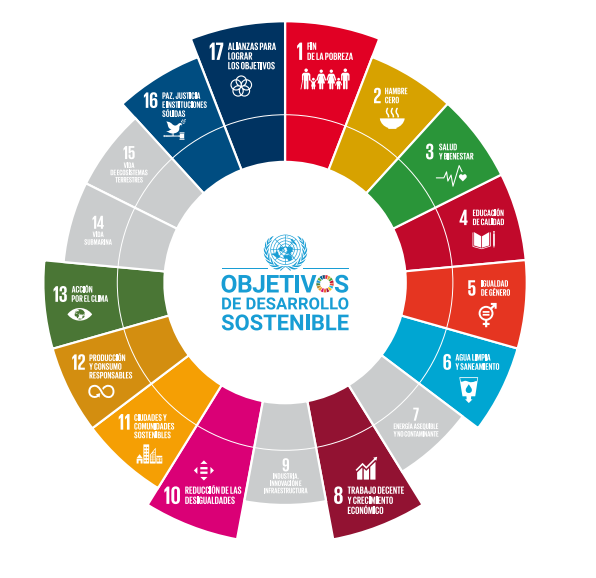 17 ALIANZAS PARA
LOGRAR
LOS OBJETIVOS
1 FIN
DE LA POBREZA
2 HAMBRE
CERO
3 SALUD
Y BIENESTAR
4 EDUCACIÓN
DE CALIDAD
5 IGUALDAD
DE GÉNERO
6 AGUA LIMPIA
Y SANEAMIENTO
7
ENERGÍA ASEQUIBLE
Y NO CONTAMINANTE
8 TRABAJO DECENTE
Y CRECIMIENTO
ECONÓMICO
9
INDUSTRIA,
INNOVACIÓN E
INFRAESTRUCTURA
10 REDUCCIÓN DE LAS
DESIGUALDADES
11 CIUDADES Y
COMUNIDADES
SOSTENIBLES
12 PRODUCCIÓN
Y CONSUMO
RESPONSABLES
13 ACCIÓN
POR EL CLIMA
14
VIDA
SUBMARINA
15
VIDA
DE ECOSISTEMAS
TERRESTRES
16 PAZ, JUSTICIA
E INSTITUCIONES
SÓLIDAS
OBJETIVOS
DE DESARROLLO
SOSTENIBLE